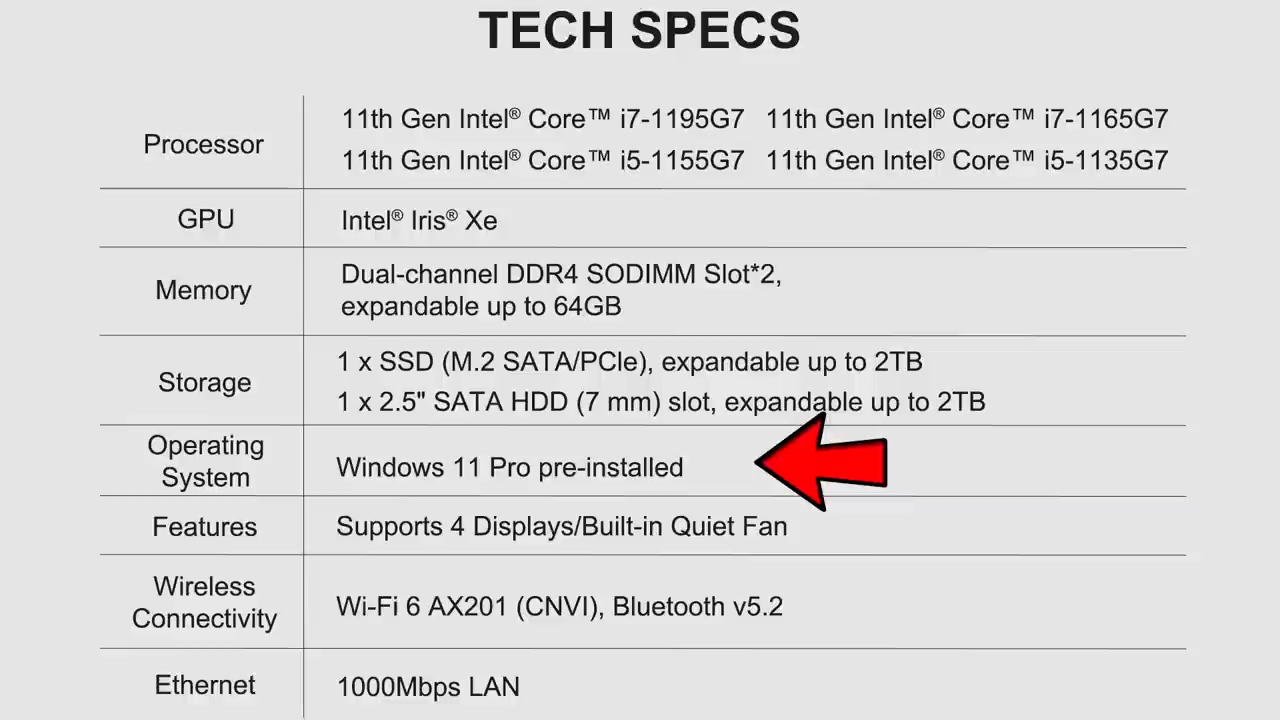 TECH SPECS
Processor
11th Gen Intel® Core™ i7-1195G7 11th Gen Intel® Core™ i7-1165G7
11th Gen Intel® Core™ i5-1155G7 11th Gen Intel® Core™ i5-1135G7
GPU
Intel® Iris® Xe
Memory
Dual-channel DDR4 SODIMM Slot*2,
expandable up to 64GB
Storage
1 x SSD (M.2 SATA/PCIe), expandable up to 2TB
1 x 2.5" SATA HDD (7 mm) slot, expandable up to 2TB
Operating
System
Windows 11 Pro pre-installed
Features
Supports 4 Displays/Built-in Quiet Fan
Wireless
Connectivity
Wi-Fi 6 AX201 (CNVI), Bluetooth v5.2
Ethernet
1000Mbps LAN